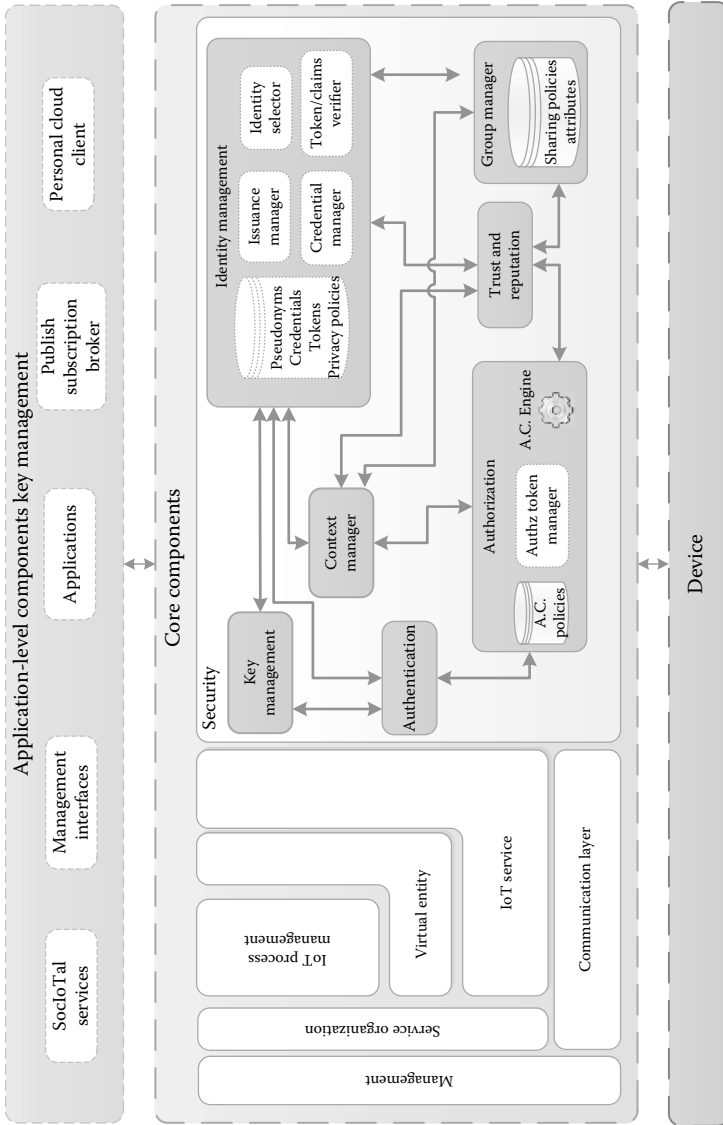 Application-level components key management
SocIoTal
services
Management
interfaces
Applications
Publish
subscription
broker
Personal cloud
client
Core components
Management
Service organization
IoT process
management
Virtual entity
IoT service
Communication layer
Security
Key
management
Authentication
Context
manager
Identity management
Pseudonyms
Credentials
Tokens
Privacy policies
Issuance
manager
Identity
selector
Credential
manager
Token/claims
verifier
Authorization
A.C.
policies
Authz token
manager
A.C. Engine
Trust and
reputation
Group manager
Sharing policies
attributes
Device